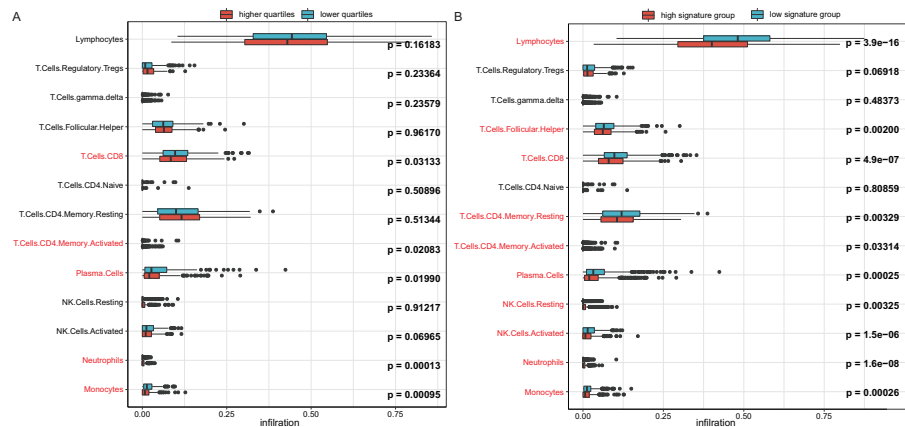 A
higher quartiles
lower quartiles
Lymphocytes
p = 0.16183
T.Cells.Regulatory.Tregs
p = 0.23364
T.Cells.gamma.delta
p = 0.23579
T.Cells.Follicular.Helper
p = 0.96170
T.Cells.CD8
p = 0.03133
T.Cells.CD4.Naive
p = 0.50896
T.Cells.CD4.Memory.Resting
p = 0.51344
T.Cells.CD4.Memory.Activated
p = 0.02083
Plasma.Cells
p = 0.01990
NK.Cells.Resting
p = 0.91217
NK.Cells.Activated
p = 0.06965
Neutrophils
p = 0.00013
Monocytes
p = 0.00095
0.00
0.25
0.50
0.75
infilration
B
high signature group
low signature group
Lymphocytes
p = 3.9e−16
T.Cells.Regulatory.Tregs
p = 0.06918
T.Cells.gamma.delta
p = 0.48373
T.Cells.Follicular.Helper
p = 0.00200
T.Cells.CD8
p = 4.9e−07
T.Cells.CD4.Naive
p = 0.80859
T.Cells.CD4.Memory.Resting
p = 0.00329
T.Cells.CD4.Memory.Activated
p = 0.03314
Plasma.Cells
p = 0.00025
NK.Cells.Resting
p = 0.00325
NK.Cells.Activated
p = 1.5e−06
Neutrophils
p = 1.6e−08
Monocytes
p = 0.00026
0.00
0.25
0.50
0.75
infilration